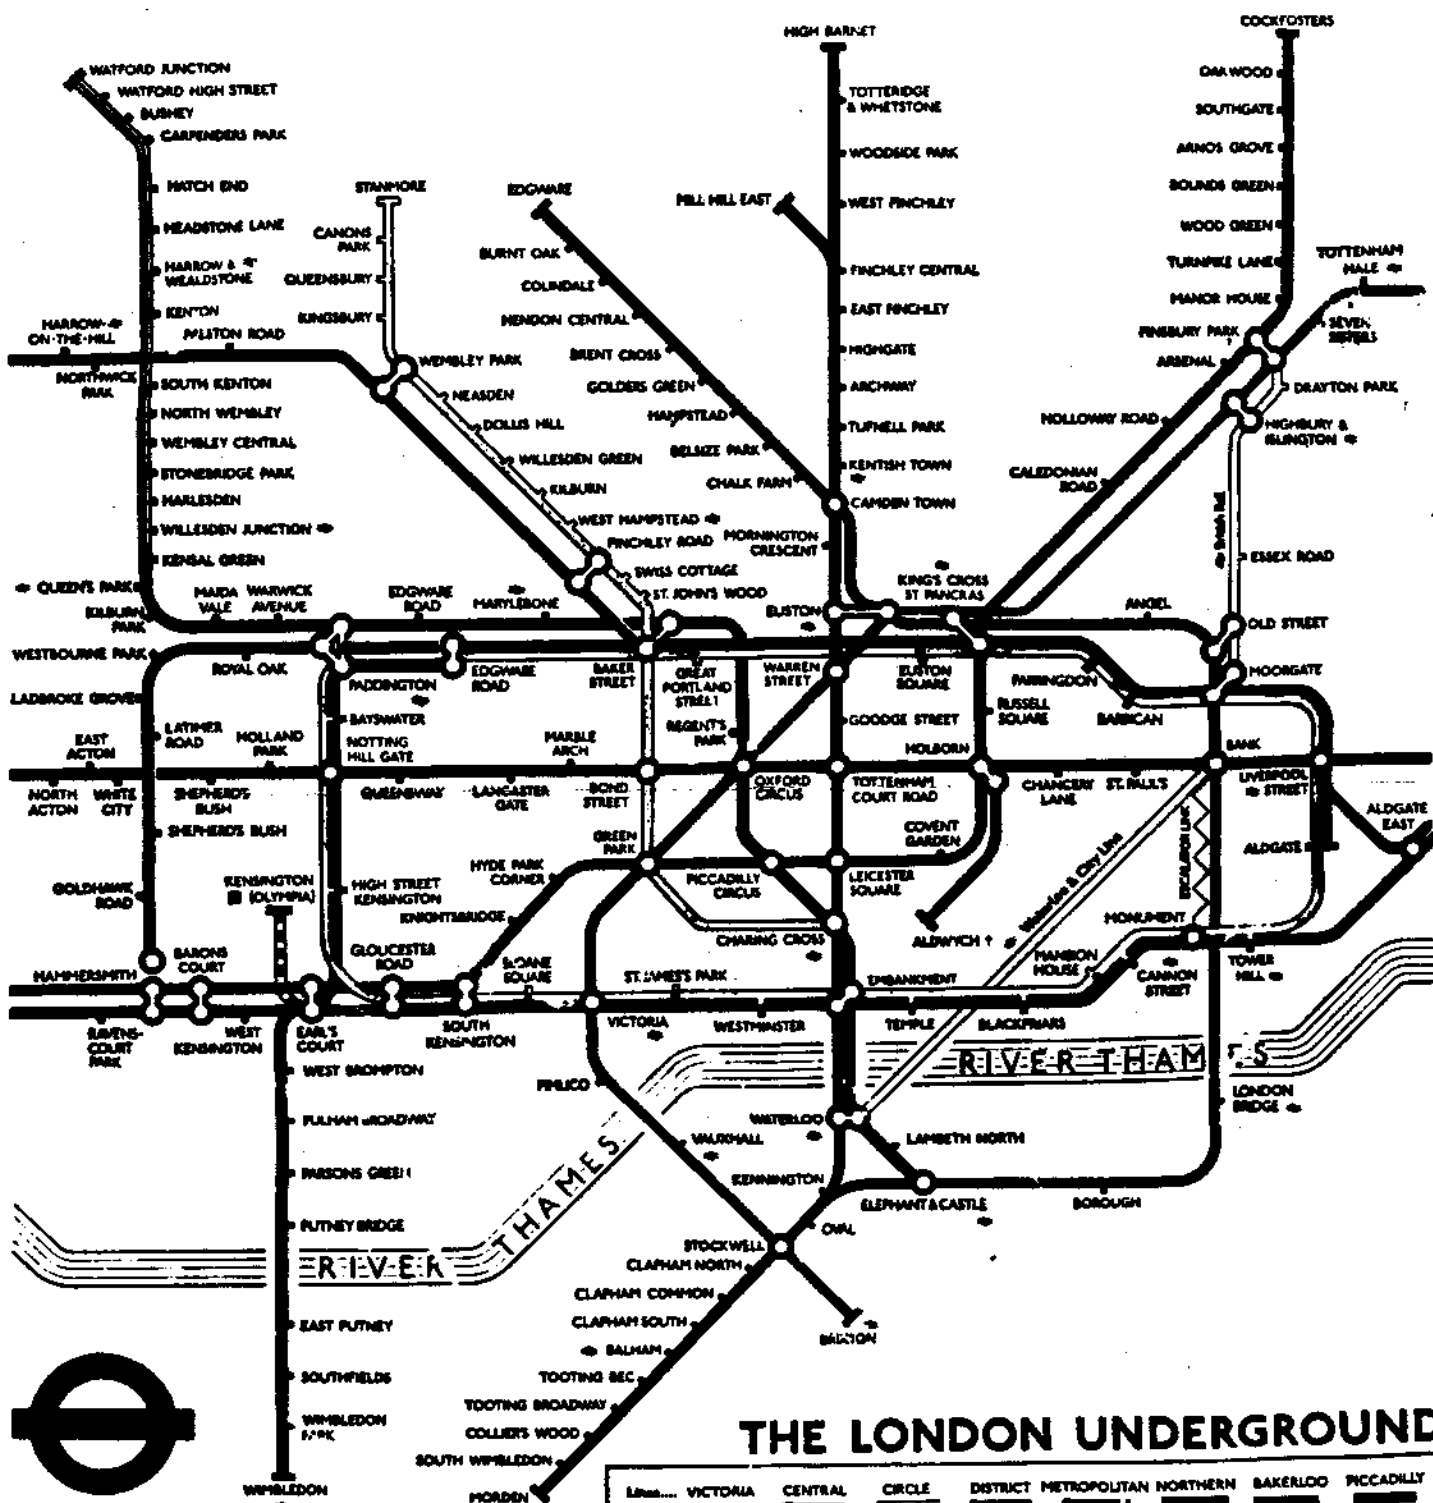 HIGH BARNET
COCKFOSTERS
WATFORD JUNCTION
WATFORD HIGH STREET
BUSHEY
CARPENDERS PARK
HATCH END
HEADSTONE LANE
HARROW &
WEALDSTONE
KENTON
HARROW-
ON-THE-HILL
NORTHWICK
PARK
SOUTH KENTON
NORTH WEMBLEY
WEMBLEY CENTRAL
STONEBRIDGE PARK
HARLESDEN
WILLESDEN JUNCTION
KENSAL GREEN
QUEEN'S PARK
KILBURN
PARK
STANMORE
CANONS
PARK
QUEENSBURY
KINGSBURY
WEMBLEY PARK
NEASDEN
DOLLIS HILL
WILLESDEN GREEN
KILBURN
WEST HAMPSTEAD
FINCHLEY ROAD
SWISS COTTAGE
ST. JOHN'S WOOD
EDGWARE
BURNT OAK
COLINDALE
HENDON CENTRAL
BRENT CROSS
GOLDERS GREEN
HAMPSTEAD
BELSIZE PARK
CHALK FARM
CAMDEN TOWN
TOTTERIDGE
& WHETSTONE
WOODSIDE PARK
MILL HILL EAST
WEST FINCHLEY
FINCHLEY CENTRAL
EAST FINCHLEY
HIGHGATE
ARCHWAY
TUFNELL PARK
KENTISH TOWN
MORNINGTON
CRESCENT
EUSTON
OAKWOOD
SOUTHGATE
ARNOS GROVE
BOUNDS GREEN
WOOD GREEN
TURNPIKE LANE
MANOR HOUSE
TOTTENHAM
HALE
SEVEN
SISTERS
FINSBURY PARK
ARSENAL
DRAYTON PARK
HOLLOWAY ROAD
HIGHBURY &
ISLINGTON
CALEDONIAN
ROAD
British Rail
ESSEX ROAD
KING'S CROSS
ST PANCRAS
ANGEL
OLD STREET
MOORGATE
MAIDA
VALE
WARWICK
AVENUE
EDGWARE
ROAD
MARYLEBONE
WESTBOURNE PARK
ROYAL OAK
PADDINGTON
EDGWARE
ROAD
BAKER
STREET
GREAT
PORTLAND
STREET
WARREN
STREET
EUSTON
SQUARE
FARRINGDON
BARBICAN
LADBROKE GROVE
LATIMER
ROAD
BAYSWATER
NOTTING
HILL GATE
REGENT'S
PARK
GOODGE STREET
RUSSELL
SQUARE
EAST
ACTON
HOLLAND
PARK
MARBLE
ARCH
HOLBORN
BANK
NORTH
ACTON
WHITE
CITY
SHEPHERD'S
BUSH
QUEENSWAY
LANCASTER
GATE
BOND
STREET
OXFORD
CIRCUS
TOTTENHAM
COURT ROAD
CHANCERY
LANE
ST. PAUL'S
LIVERPOOL
STREET
ALDGATE
EAST
SHEPHERD'S BUSH
GREEN
PARK
COVENT
GARDEN
ESCALATOR LINK
ALDGATE
GOLDHAWK
ROAD
KENSINGTON
(OLYMPIA)
HIGH STREET
KENSINGTON
HYDE PARK
CORNER
KNIGHTSBRIDGE
PICCADILLY
CIRCUS
LEICESTER
SQUARE
ALDWYCH †
Waterloo & City Line
MONUMENT
HAMMERSMITH
BARONS
COURT
GLOUCESTER
ROAD
SLOANE
SQUARE
ST. JAMES'S PARK
CHARING CROSS
EMBANKMENT
MANSION
HOUSE
CANNON
STREET
TOWER
HILL
RAVENS-
COURT
PARK
WEST
KENSINGTON
EARL'S
COURT
SOUTH
KENSINGTON
VICTORIA
WESTMINSTER
TEMPLE
BLACKFRIARS
RIVER THAMES
WEST BROMPTON
PIMLICO
FULHAM BROADWAY
PARSONS GREEN
PUTNEY BRIDGE
WATERLOO
LAMBETH NORTH
LONDON
BRIDGE
VAUXHALL
KENNINGTON
ELEPHANT & CASTLE
BOROUGH
RIVER THAMES
OVAL
STOCKWELL
CLAPHAM NORTH
CLAPHAM COMMON
CLAPHAM SOUTH
BALHAM
BRIXTON
TOOTING BEC
TOOTING BROADWAY
COLLIER'S WOOD
SOUTH WIMBLEDON
MORDEN
EAST PUTNEY
SOUTHFIELDS
WIMBLEDON
PARK
WIMBLEDON
THE LONDON UNDERGROUND
Lines.... VICTORIA CENTRAL CIRCLE DISTRICT METROPOLITAN NORTHERN BAKERLOO PICCADILLY